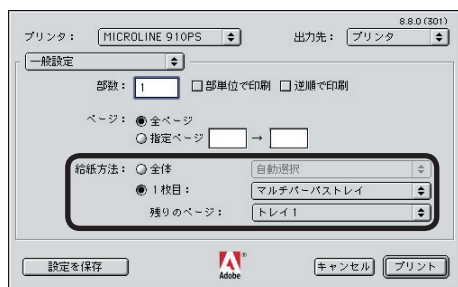 8.8.0 (301)
プリンタ： MICROLINE 910PS 出力先： プリンタ
一般設定
部数： 1 部単位で印刷 逆順で印刷
ページ： 全ページ
指定ページ →
給紙方法： 全体 自動選択
1 枚目： マルチパーパストレイ
残りのページ： トレイ 1
設定を保存 Adobe ® キャンセル プリント